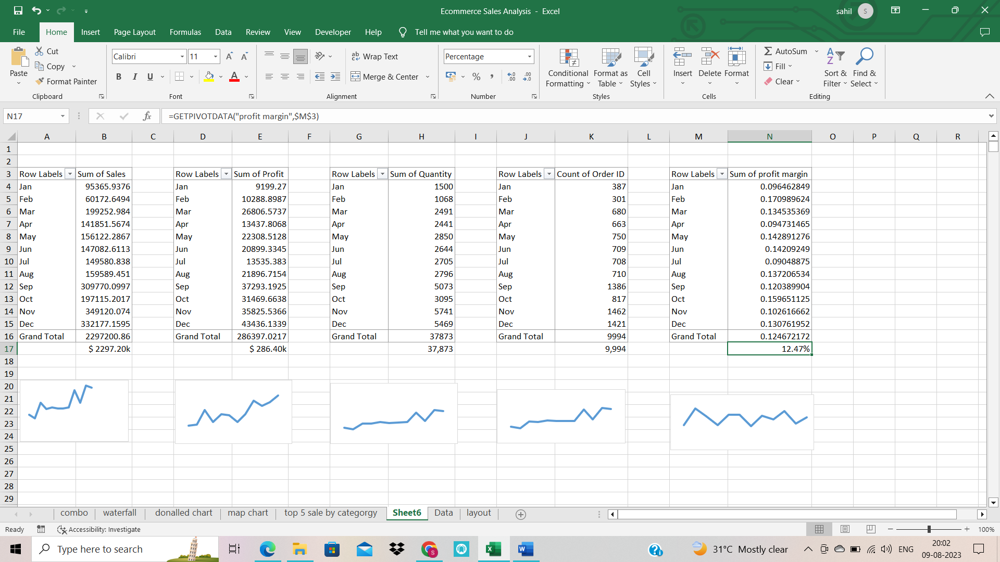 Ecommerce Sales Analysis - Excel
sahil
S
File Home Insert Page Layout Formulas Data Review View Developer Help Tell me what you want to do
Paste
Cut
Copy
Format Painter
Clipboard
Calibri 11
B I U
Font
Wrap Text
Merge & Center
Alignment
Percentage
Number
Conditional Formatting
Format as Table
Cell Styles
Styles
Insert Delete Format
Cells
AutoSum
Fill
Clear
Sort & Filter
Find & Select
Editing
N17 fx =GETPIVOTDATA("profit margin",$M$3)
A B C D E F G H I J K L M N O P Q R
1
2
3 Row Labels Sum of Sales Row Labels Sum of Profit Row Labels Sum of Quantity Row Labels Count of Order ID Row Labels Sum of profit margin
4 Jan 95365.9376 Jan 9199.27 Jan 1500 Jan 387 Jan 0.096462849
5 Feb 60172.6494 Feb 10288.8987 Feb 1068 Feb 301 Feb 0.170989624
6 Mar 199252.984 Mar 26806.5737 Mar 2491 Mar 680 Mar 0.134535369
7 Apr 141851.5674 Apr 13437.8068 Apr 2441 Apr 663 Apr 0.094731465
8 May 156122.2867 May 22308.5128 May 2850 May 750 May 0.142891276
9 Jun 147082.6113 Jun 20899.3345 Jun 2644 Jun 709 Jun 0.14209249
10 Jul 149580.838 Jul 13535.383 Jul 2705 Jul 708 Jul 0.09048875
11 Aug 159589.451 Aug 21896.7154 Aug 2796 Aug 710 Aug 0.137206534
12 Sep 309770.0997 Sep 37293.1925 Sep 5073 Sep 1386 Sep 0.120389904
13 Oct 197115.2017 Oct 31469.6638 Oct 3095 Oct 817 Oct 0.159651125
14 Nov 349120.074 Nov 35825.5366 Nov 5741 Nov 1462 Nov 0.102616662
15 Dec 332177.1595 Dec 43436.1339 Dec 5469 Dec 1421 Dec 0.130761952
16 Grand Total 2297200.86 Grand Total 286397.0217 Grand Total 37873 Grand Total 9994 Grand Total 0.124672172
17 $ 2297.20k $ 286.40k 37,873 9,994 12.47%
18
19
20
21
22
23
24
25
26
27
28
29
combo waterfall donalled chart map chart top 5 sale by categorgy Sheet6 Data layout
Ready Accessibility: Investigate 100%
Type here to search 31°C Mostly clear ENG 20:02
09-08-2023